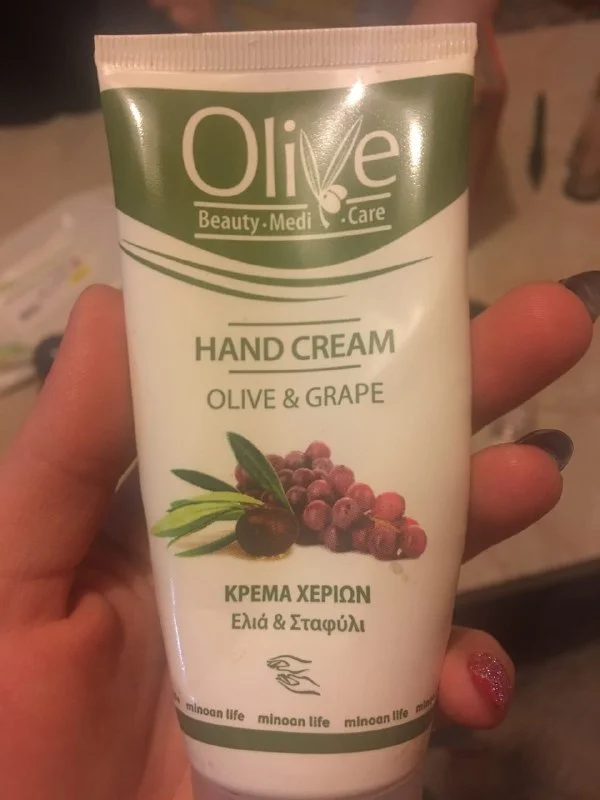 Olive
Beauty·Medi·Care
HAND CREAM
OLIVE & GRAPE
ΚΡΕΜΑ ΧΕΡΙΩΝ
Ελιά & Σταφύλι
minoan life minoan life minoan life